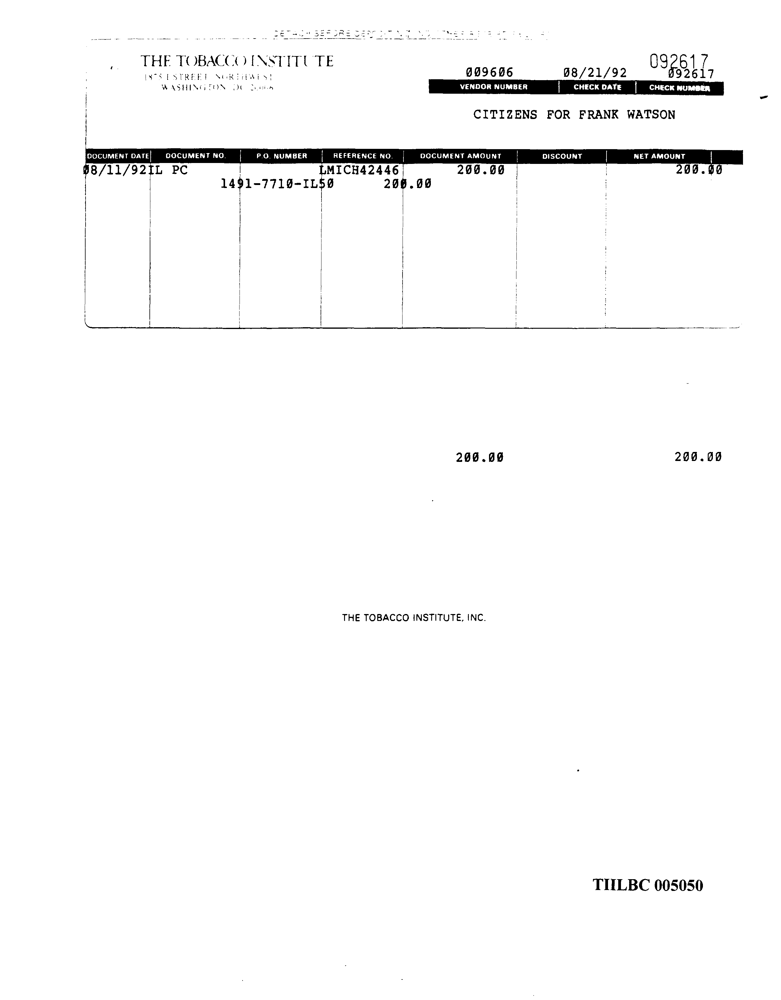 DETACH BEFORE DEPOSITING
THE TOBACCO INSTITUTE
1875 I STREET NORTHWEST
WASHINGTON DC 20006
092617
009606 08/21/92 092617
VENDOR NUMBER CHECK DATE CHECK NUMBER
CITIZENS FOR FRANK WATSON
DOCUMENT DATE DOCUMENT NO. P.O. NUMBER REFERENCE NO. DOCUMENT AMOUNT DISCOUNT NET AMOUNT
08/11/92IL PC LMICH42446 200.00 200.00
1491-7710-IL50 200.00
200.00 200.00
THE TOBACCO INSTITUTE, INC.
TIILBC 005050